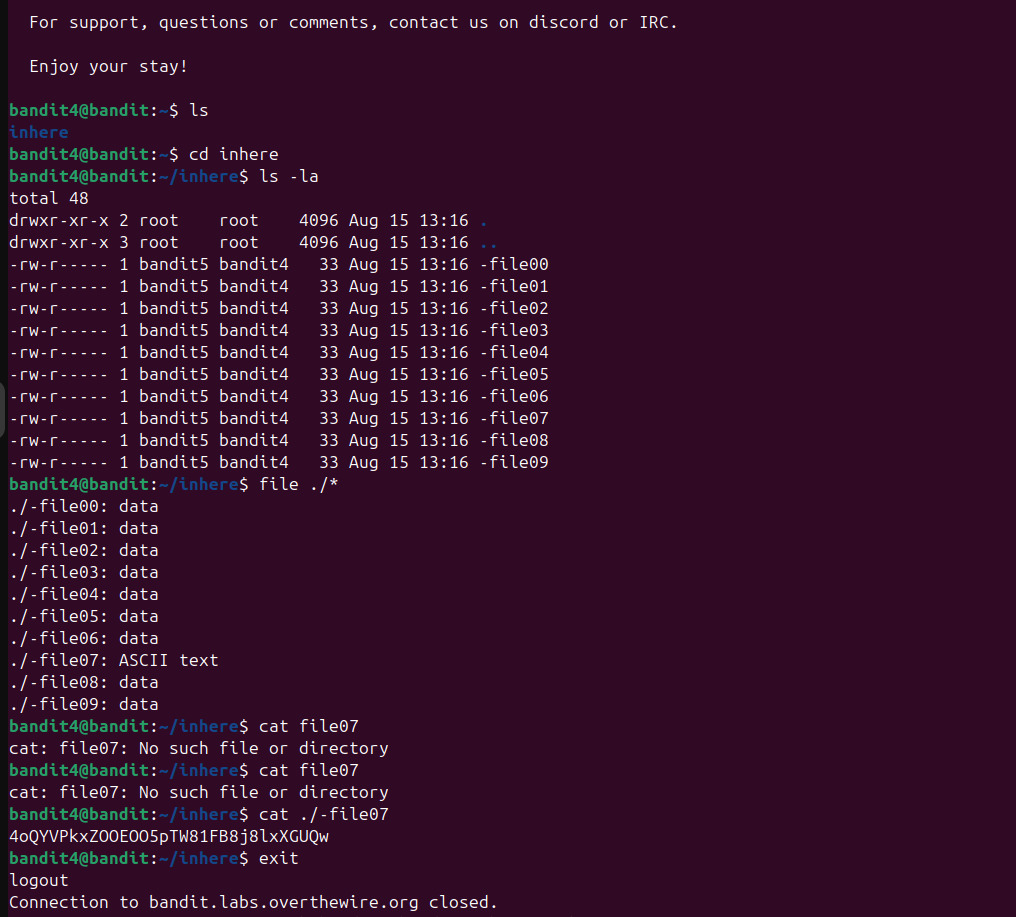 For support, questions or comments, contact us on discord or IRC.
Enjoy your stay!
bandit4@bandit:~$ ls
inhere
bandit4@bandit:~$ cd inhere
bandit4@bandit:~/inhere$ ls -la
total 48
drwxr-xr-x 2 root    root    4096 Aug 15 13:16 .
drwxr-xr-x 3 root    root    4096 Aug 15 13:16 ..
-rw-r----- 1 bandit5 bandit4   33 Aug 15 13:16 -file00
-rw-r----- 1 bandit5 bandit4   33 Aug 15 13:16 -file01
-rw-r----- 1 bandit5 bandit4   33 Aug 15 13:16 -file02
-rw-r----- 1 bandit5 bandit4   33 Aug 15 13:16 -file03
-rw-r----- 1 bandit5 bandit4   33 Aug 15 13:16 -file04
-rw-r----- 1 bandit5 bandit4   33 Aug 15 13:16 -file05
-rw-r----- 1 bandit5 bandit4   33 Aug 15 13:16 -file06
-rw-r----- 1 bandit5 bandit4   33 Aug 15 13:16 -file07
-rw-r----- 1 bandit5 bandit4   33 Aug 15 13:16 -file08
-rw-r----- 1 bandit5 bandit4   33 Aug 15 13:16 -file09
bandit4@bandit:~/inhere$ file ./*
./-file00: data
./-file01: data
./-file02: data
./-file03: data
./-file04: data
./-file05: data
./-file06: data
./-file07: ASCII text
./-file08: data
./-file09: data
bandit4@bandit:~/inhere$ cat file07
cat: file07: No such file or directory
bandit4@bandit:~/inhere$ cat file07
cat: file07: No such file or directory
bandit4@bandit:~/inhere$ cat ./-file07
4oQYVPkxZOOEOO5pTW81FB8j8lxXGUQw
bandit4@bandit:~/inhere$ exit
logout
Connection to bandit.labs.overthewire.org closed.